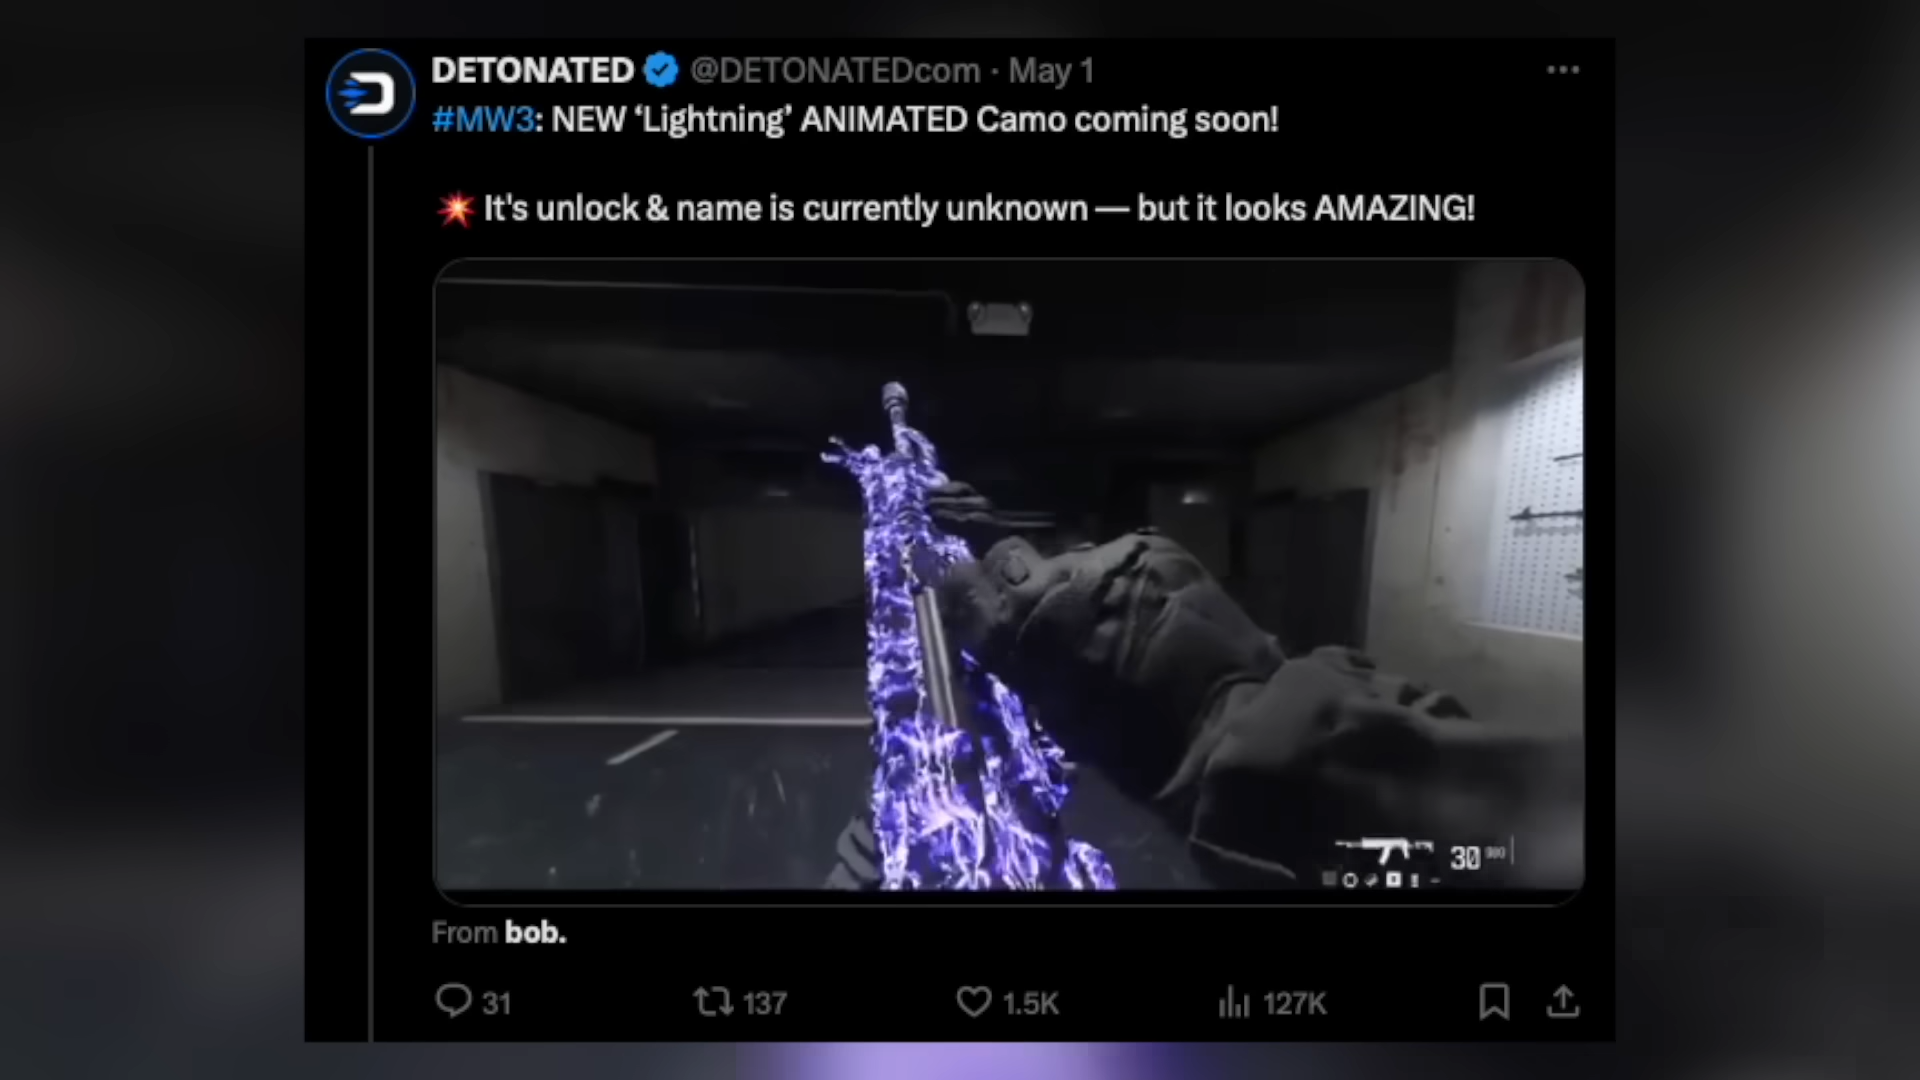 DETONATED @DETONATEDcom · May 1
#MW3: NEW ‘Lightning’ ANIMATED Camo coming soon!
💥 It's unlock & name is currently unknown — but it looks AMAZING!
30
From bob.
31 137 1.5K 127K